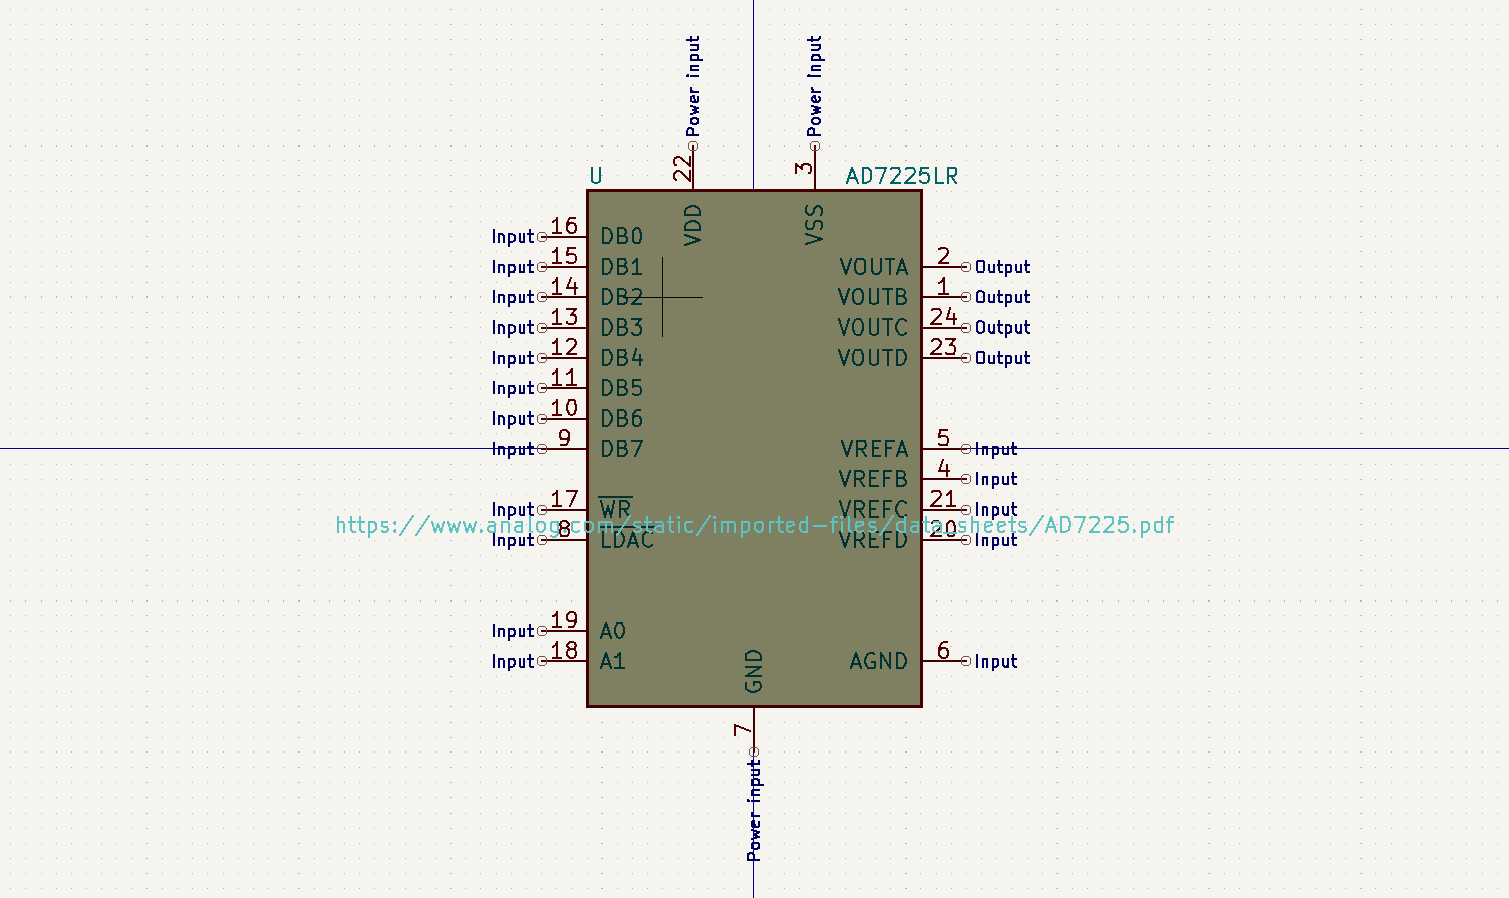 Power input
Power input
22
3
U
AD7225LR
VDD
VSS
Input 16 DB0
Input 15 DB1
VOUTA 2 Output
Input 14 DB2
VOUTB 1 Output
Input 13 DB3
VOUTC 24 Output
Input 12 DB4
VOUTD 23 Output
Input 11 DB5
Input 10 DB6
Input 9 DB7
VREFA 5 Input
VREFB 4 Input
Input 17 WR
VREFC 21 Input
https://www.analog.com/static/imported-files/data_sheets/AD7225.pdf
Input 8 LDAC
VREFD 20 Input
Input 19 A0
Input 18 A1
AGND 6 Input
GND
7
Power input